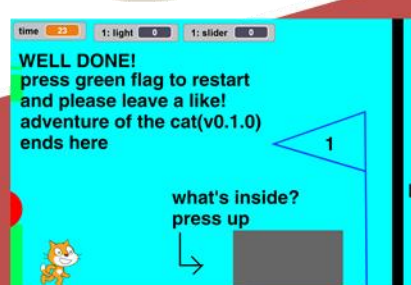 time 23 1: light 0 1: slider 0
WELL DONE!
press green flag to restart
and please leave a like!
adventure of the cat(v0.1.0)
ends here
1
what's inside?
press up